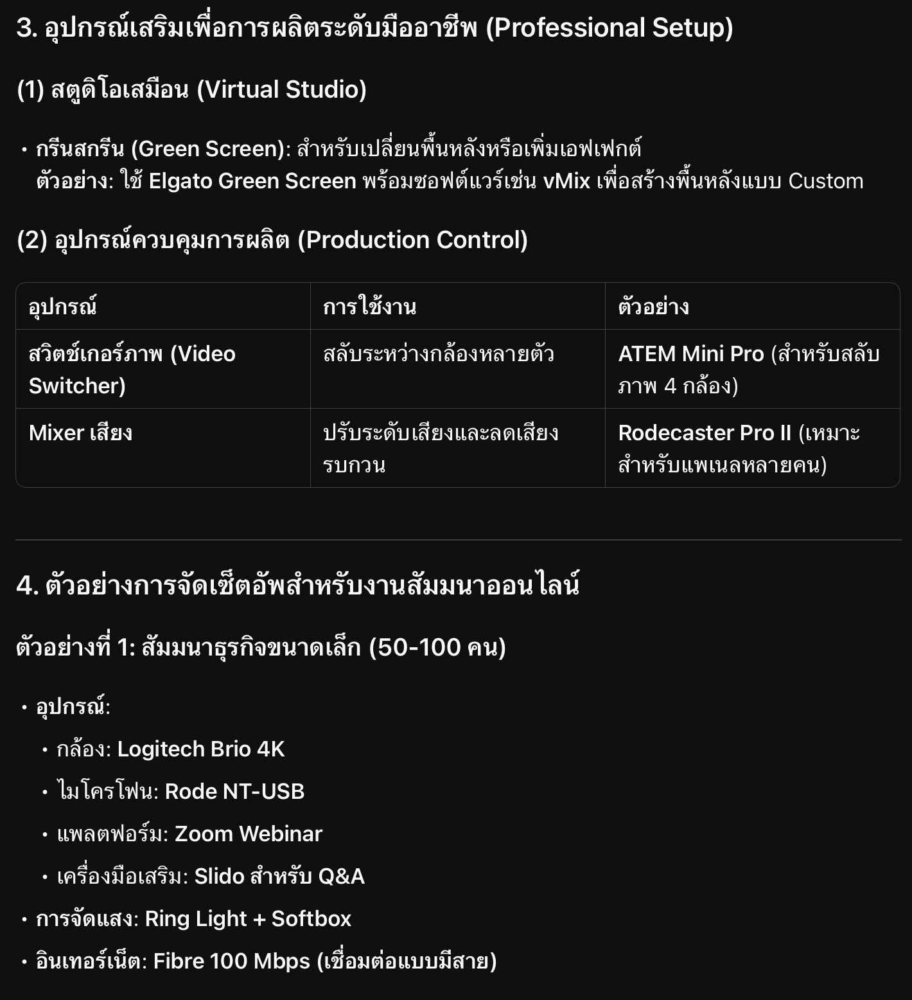 3. อุปกรณ์เสริมเพื่อการผลิตระดับมืออาชีพ (Professional Setup)
(1) สตูดิโอเสมือน (Virtual Studio)
• กรีนสกรีน (Green Screen): สำหรับเปลี่ยนพื้นหลังหรือเพิ่มเอฟเฟกต์
ตัวอย่าง: ใช้ Elgato Green Screen พร้อมซอฟต์แวร์เช่น vMix เพื่อสร้างพื้นหลังแบบ Custom
(2) อุปกรณ์ควบคุมการผลิต (Production Control)
อุปกรณ์ การใช้งาน ตัวอย่าง
สวิตช์เกอร์ภาพ (Video สลับระหว่างกล้องหลายตัว ATEM Mini Pro (สำหรับสลับ
Switcher) ภาพ 4 กล้อง)
Mixer เสียง ปรับระดับเสียงและลดเสียง Rodecaster Pro II (เหมาะ
รบกวน สำหรับแพเนลหลายคน)
4. ตัวอย่างการจัดเซ็ตอัพสำหรับงานสัมมนาออนไลน์
ตัวอย่างที่ 1: สัมมนาธุรกิจขนาดเล็ก (50-100 คน)
• อุปกรณ์:
• กล้อง: Logitech Brio 4K
• ไมโครโฟน: Rode NT-USB
• แพลตฟอร์ม: Zoom Webinar
• เครื่องมือเสริม: Slido สำหรับ Q&A
• การจัดแสง: Ring Light + Softbox
• อินเทอร์เน็ต: Fibre 100 Mbps (เชื่อมต่อแบบมีสาย)